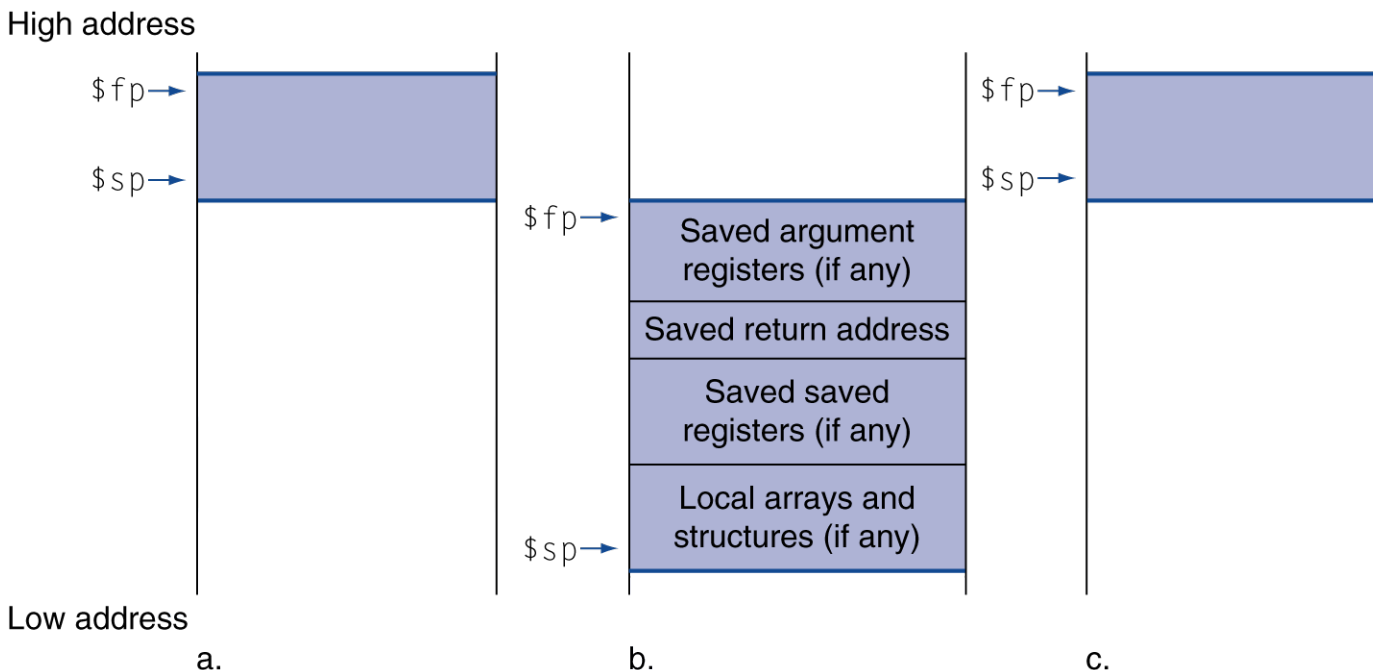 High address
$fp
$sp
$fp
Saved argument
registers (if any)
Saved return address
Saved saved
registers (if any)
Local arrays and
structures (if any)
$sp
$fp
$sp
Low address
a.
b.
c.